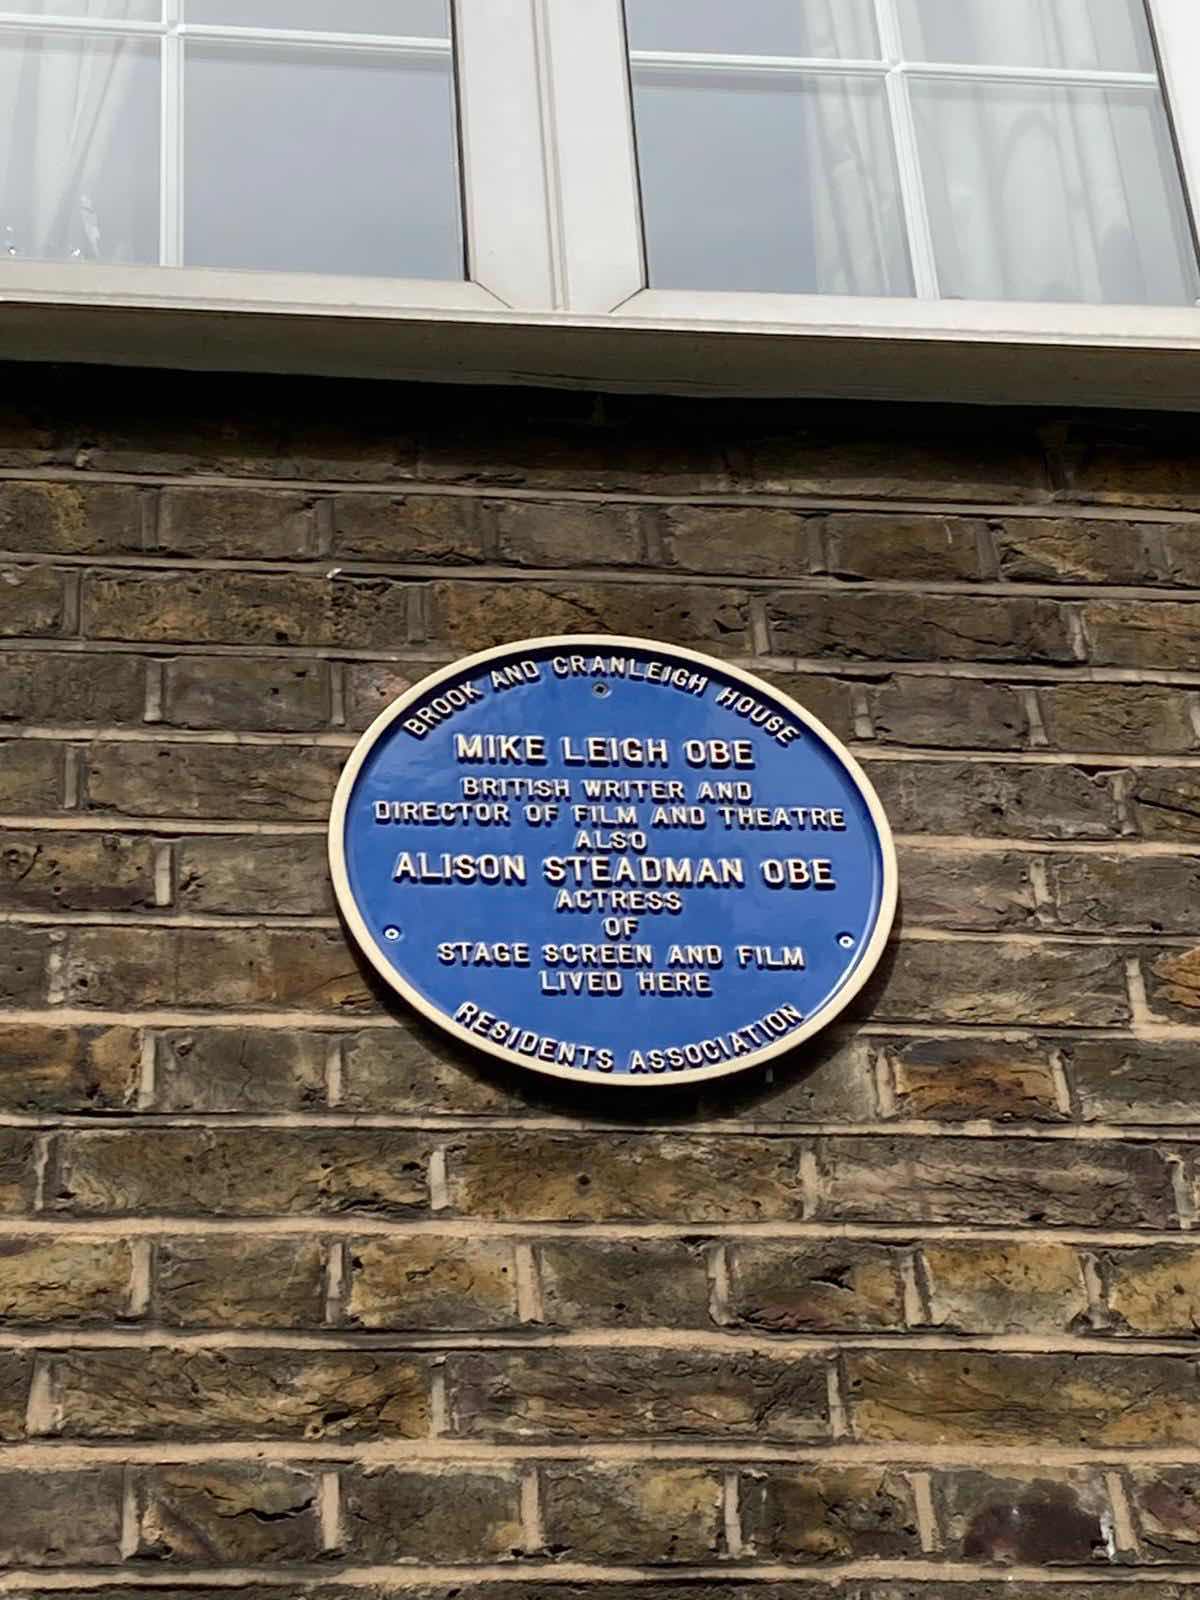 BROOK AND CRANLEIGH HOUSE
MIKE LEIGH OBE
BRITISH WRITER AND
DIRECTOR OF FILM AND THEATRE
ALSO
ALISON STEADMAN OBE
ACTRESS
OF
STAGE SCREEN AND FILM
LIVED HERE
RESIDENTS ASSOCIATION